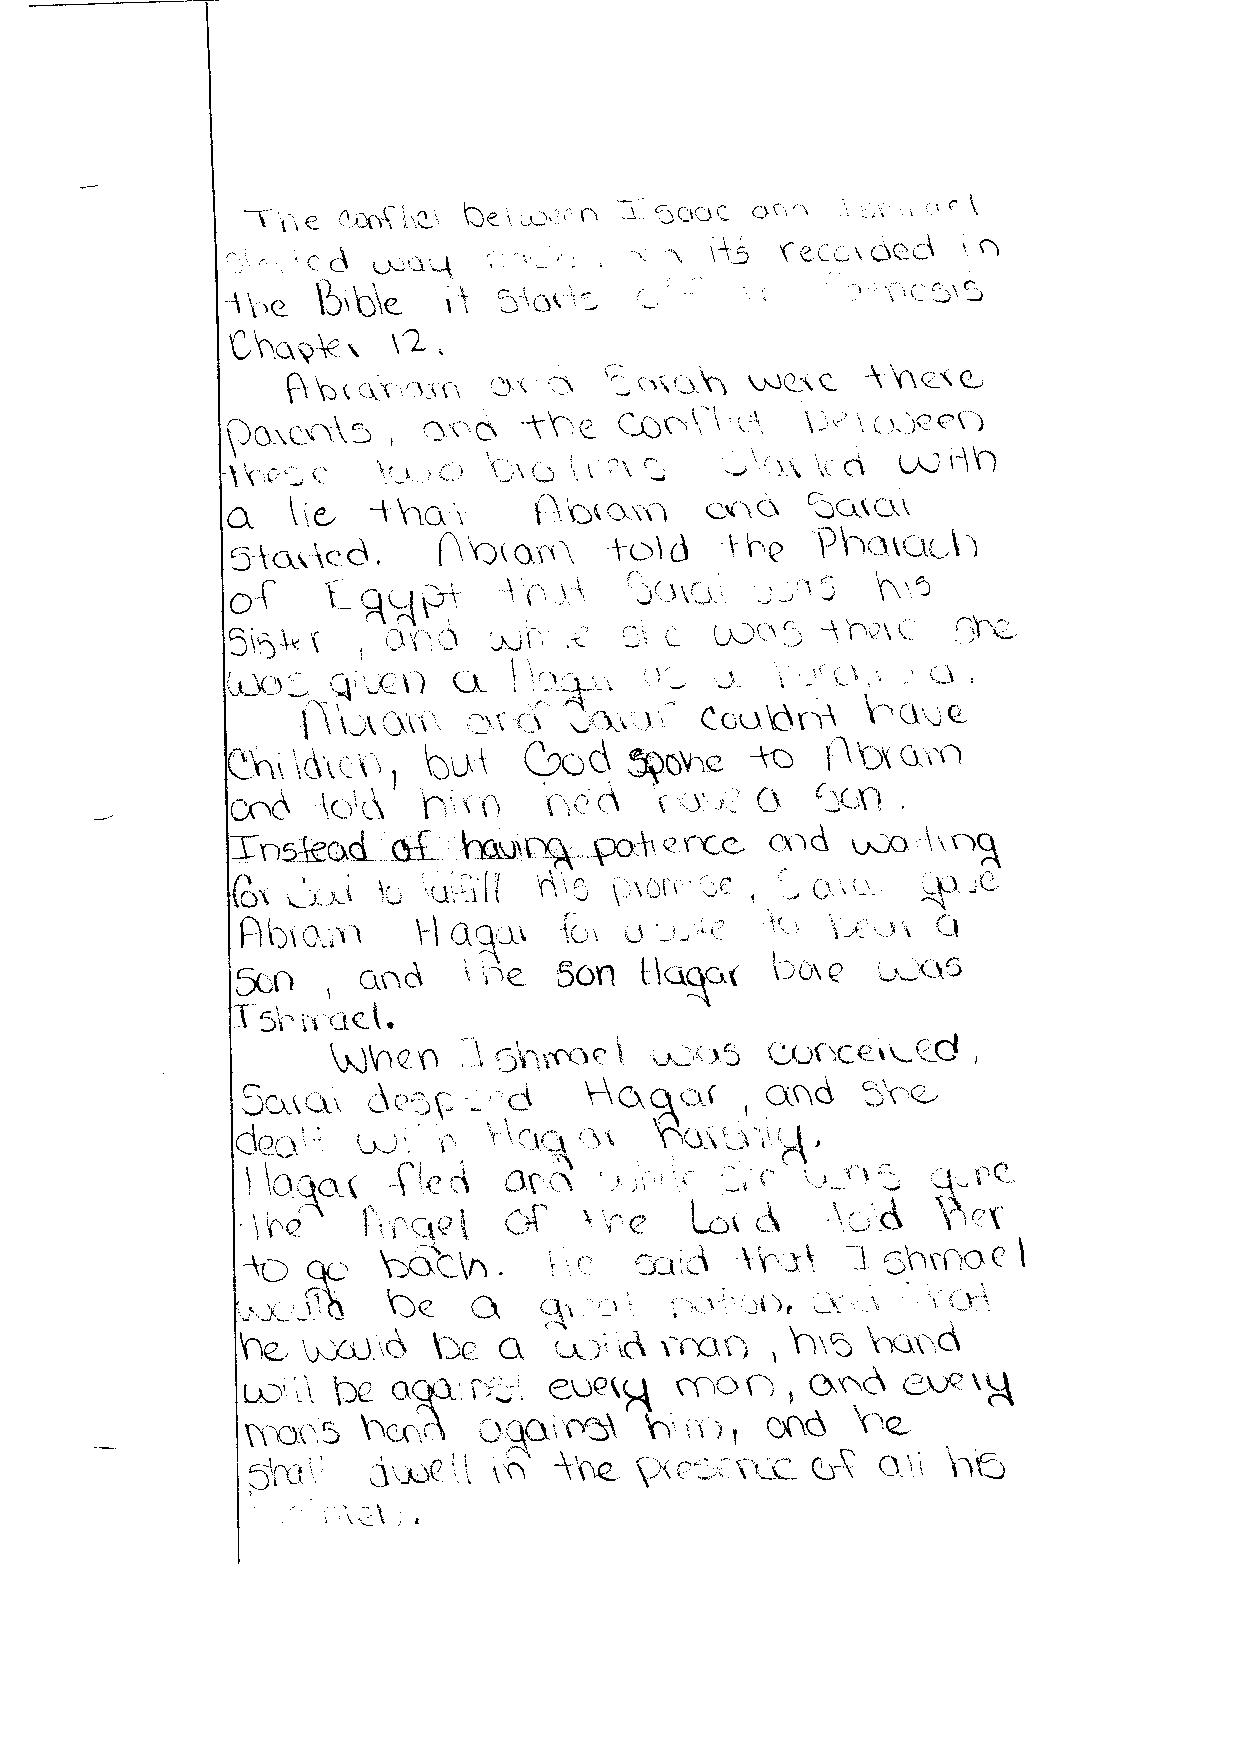 The conflict between Isaac and Ishmael
started way back, its recorded in
the Bible it starts off in Genesis
Chapter 12.
Abraham and Sarah were there
parents, and the conflict between
these two brothers started with
a lie that Abram and Sarai
started. Abram told the Pharaoh
of Egypt that Sarai was his
sister, and while she was there she
was given a Hagar as a
Abram and Sarai couldn't have
Children, but God spoke to Abram
and told him he'd have a son.
Instead of having patience and waiting
for God to fulfill his promise, Sarai gave
Abram Hagar for a wife to bear a
son, and the son Hagar bore was
Ishmael.
When Ishmael was conceived,
Sarai despised Hagar, and she
dealt with Hagar harshly.
Hagar fled and while she was gone
the Angel of the Lord told Her
to go back. He said that Ishmael
would be a great nation, and that
he would be a wild man, his hand
will be against every man, and every
mans hand against him, and he
shall dwell in the presence of all his